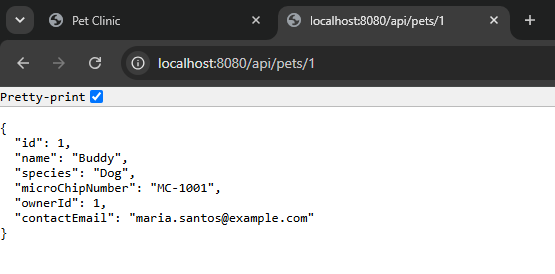 Pet Clinic
localhost:8080/api/pets/1
localhost:8080/api/pets/1
Pretty-print
{
  "id": 1,
  "name": "Buddy",
  "species": "Dog",
  "microChipNumber": "MC-1001",
  "ownerId": 1,
  "contactEmail": "maria.santos@example.com"
}